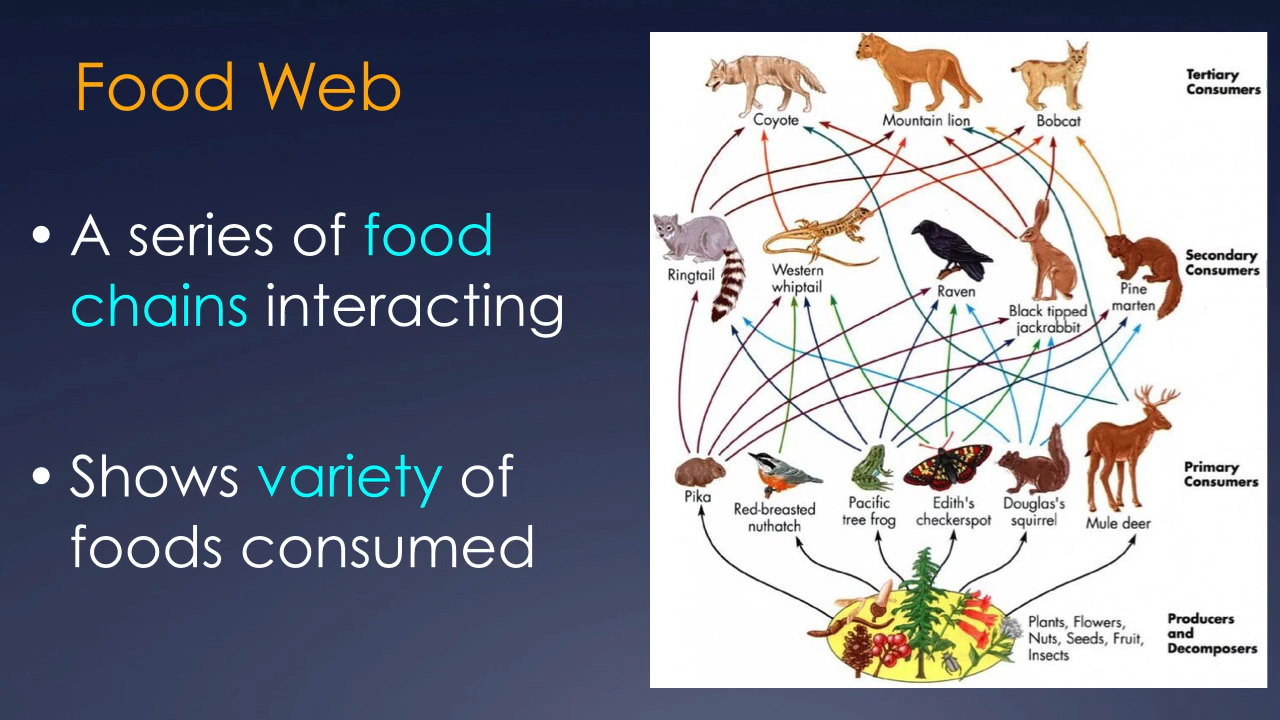 Food Web
• A series of food
chains interacting
• Shows variety of
foods consumed
Tertiary
Consumers
Coyote
Mountain lion
Bobcat
Secondary
Consumers
Ringtail
Western
whiptail
Raven
Black tipped
jackrabbit
Pine
marten
Primary
Consumers
Pika
Red-breasted
nuthatch
Pacific
tree frog
Edith's
checkerspot
Douglas's
squirrel
Mule deer
Plants, Flowers,
Nuts, Seeds, Fruit,
Insects
Producers
and
Decomposers